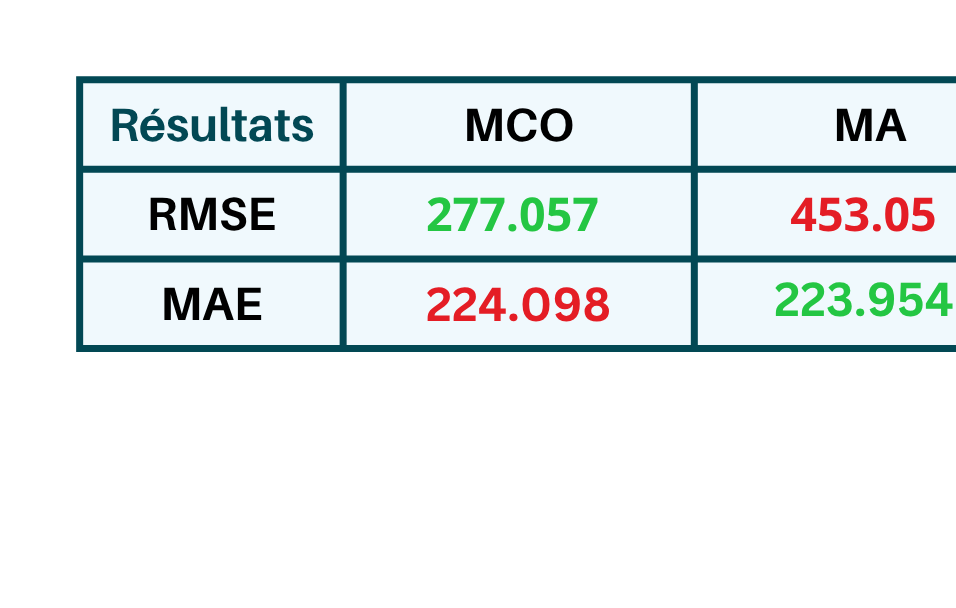 Résultats MCO MA
RMSE 277.057 453.05
MAE 224.098 223.954